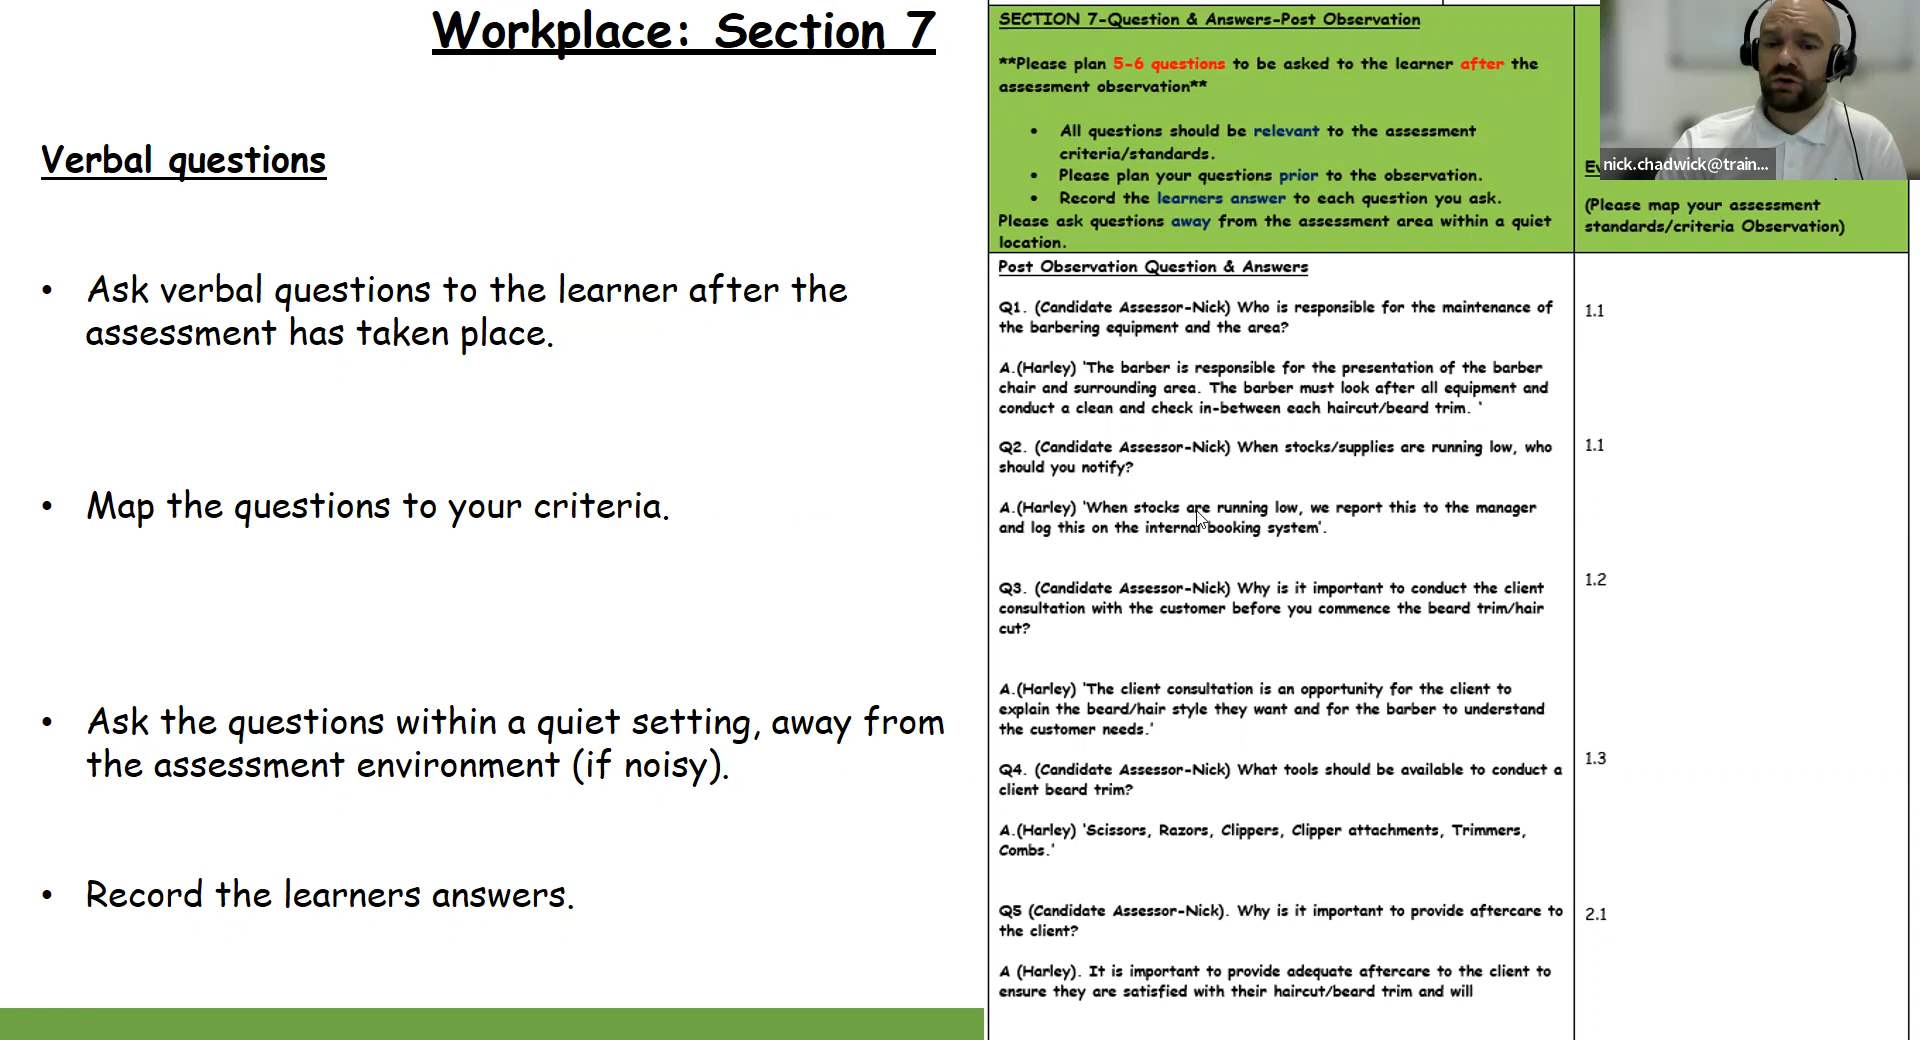 Workplace: Section 7
Verbal questions
• Ask verbal questions to the learner after the
assessment has taken place.
• Map the questions to your criteria.
• Ask the questions within a quiet setting, away from
the assessment environment (if noisy).
• Record the learners answers.
SECTION 7-Question & Answers-Post Observation
**Please plan 5-6 questions to be asked to the learner after the
assessment observation**
• All questions should be relevant to the assessment
criteria/standards.
• Please plan your questions prior to the observation.
• Record the learners answer to each question you ask.
Please ask questions away from the assessment area within a quiet
location.
nick.chadwick@train...
(Please map your assessment
standards/criteria Observation)
Post Observation Question & Answers
Q1. (Candidate Assessor-Nick) Who is responsible for the maintenance of
the barbering equipment and the area?
1.1
A.(Harley) 'The barber is responsible for the presentation of the barber
chair and surrounding area. The barber must look after all equipment and
conduct a clean and check in-between each haircut/beard trim. '
Q2. (Candidate Assessor-Nick) When stocks/supplies are running low, who
should you notify?
1.1
A.(Harley) 'When stocks are running low, we report this to the manager
and log this on the internal booking system'.
Q3. (Candidate Assessor-Nick) Why is it important to conduct the client
consultation with the customer before you commence the beard trim/hair
cut?
1.2
A.(Harley) 'The client consultation is an opportunity for the client to
explain the beard/hair style they want and for the barber to understand
the customer needs.'
Q4. (Candidate Assessor-Nick) What tools should be available to conduct a
client beard trim?
1.3
A.(Harley) 'Scissors, Razors, Clippers, Clipper attachments, Trimmers,
Combs.'
Q5 (Candidate Assessor-Nick). Why is it important to provide aftercare to
the client?
2.1
A (Harley). It is important to provide adequate aftercare to the client to
ensure they are satisfied with their haircut/beard trim and will